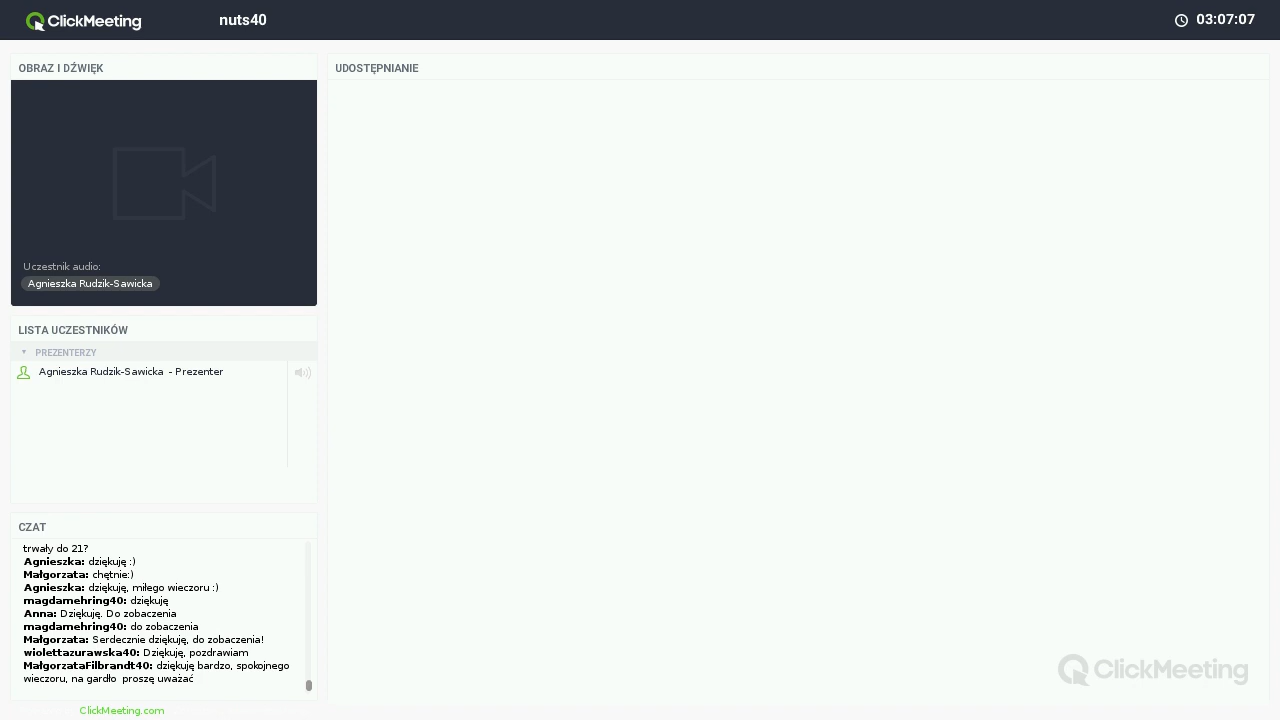 ClickMeeting
nuts40
03:07:07
OBRAZ I DŹWIĘK
UDOSTĘPNIANIE
Uczestnik audio:
Agnieszka Rudzik-Sawicka
LISTA UCZESTNIKÓW
PREZENTERZY
Agnieszka Rudzik-Sawicka - Prezenter
CZAT
trwały do 21?
Agnieszka: dziękuję :)
Małgorzata: chętnie:)
Agnieszka: dziękuję, miłego wieczoru :)
magdamehring40: dziękuję
Anna: Dziękuję. Do zobaczenia
magdamehring40: do zobaczenia
Małgorzata: Serdecznie dziękuję, do zobaczenia!
wiolettazurawska40: Dziękuję, pozdrawiam
MałgorzataFilbrandt40: dziękuję bardzo, spokojnego
wieczoru, na gardło proszę uważać
ClickMeeting
ClickMeeting.com